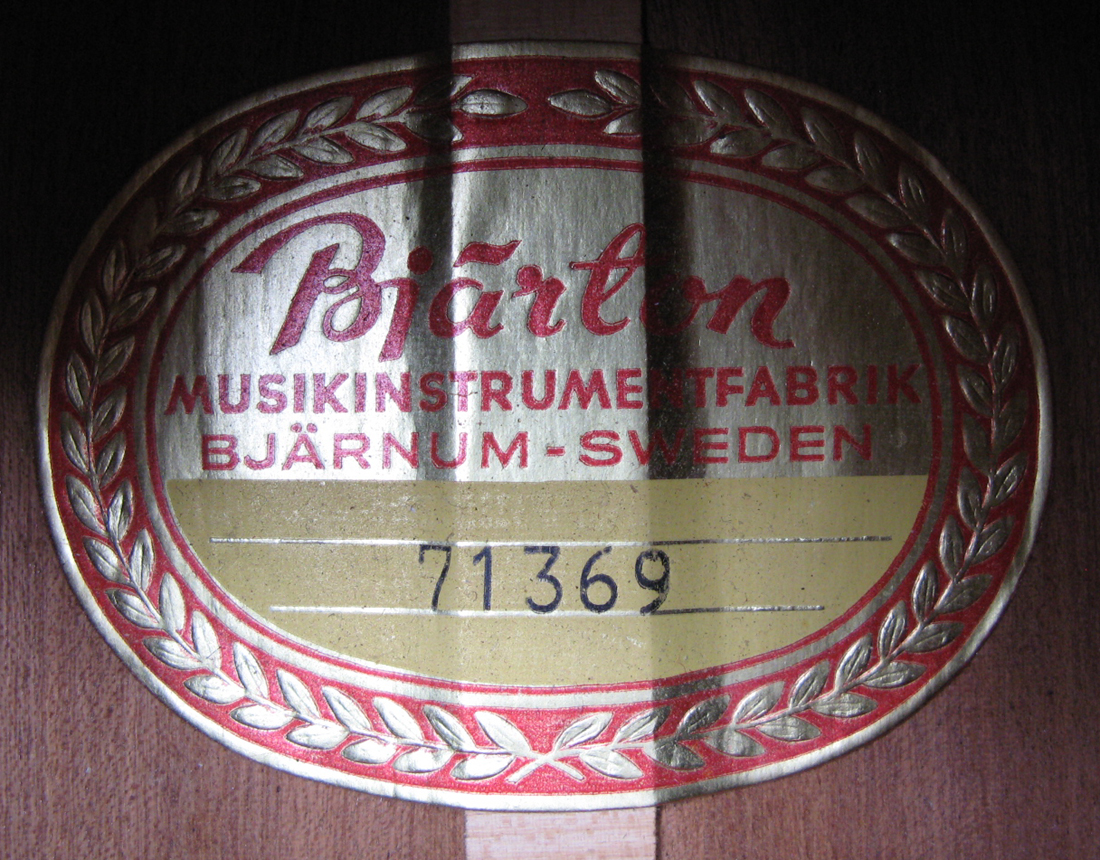 Bjärton
MUSIKINSTRUMENTFABRIK
BJÄRNUM - SWEDEN
71369